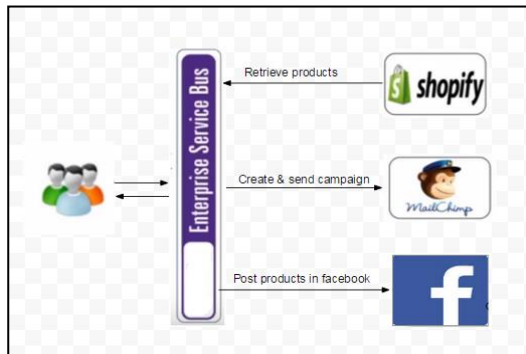 Retrieve products
shopify
Enterprise Service Bus
Create & send campaign
MailChimp
Post products in facebook
f